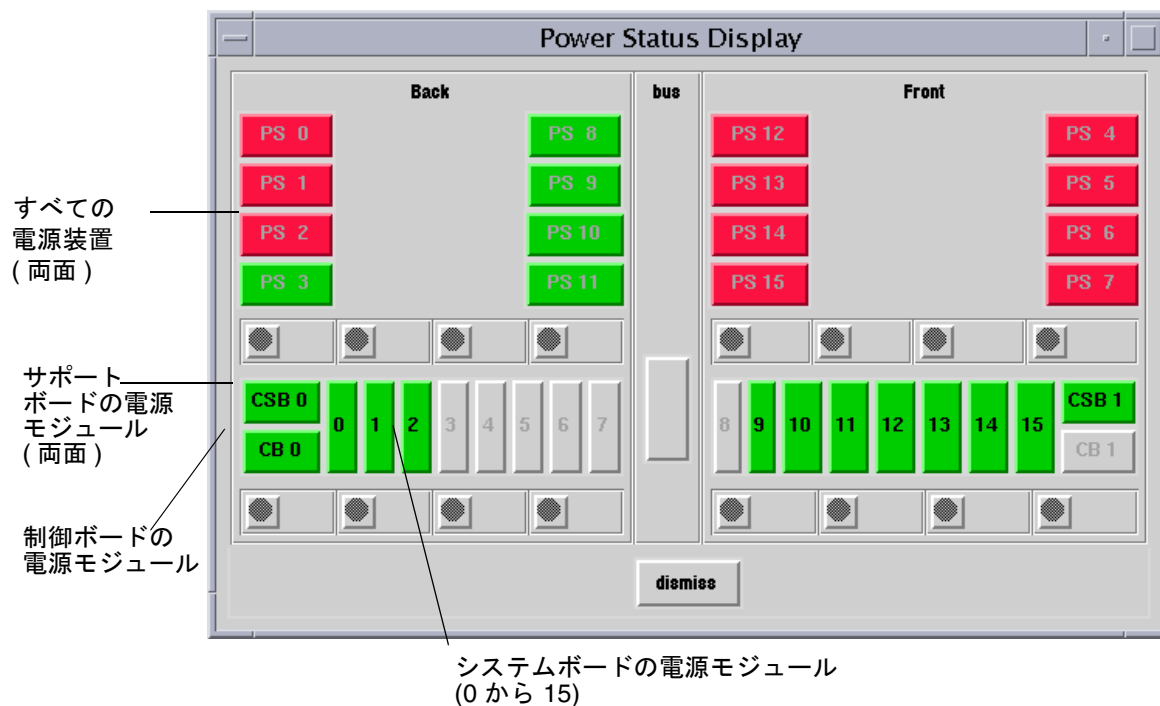 Power Status Display
Back
bus
Front
PS 0
PS 8
PS 12
PS 4
PS 1
PS 9
PS 13
PS 5
PS 2
PS 10
PS 14
PS 6
PS 3
PS 11
PS 15
PS 7
CSB 0
CB 0
0 1 2 3 4 5 6 7
8 9 10 11 12 13 14 15
CSB 1
CB 1
dismiss
すべての
電源装置
( 両面 )
サポート
ボードの電源
モジュール
( 両面 )
制御ボードの
電源モジュール
システムボードの電源モジュール
(0 から 15)